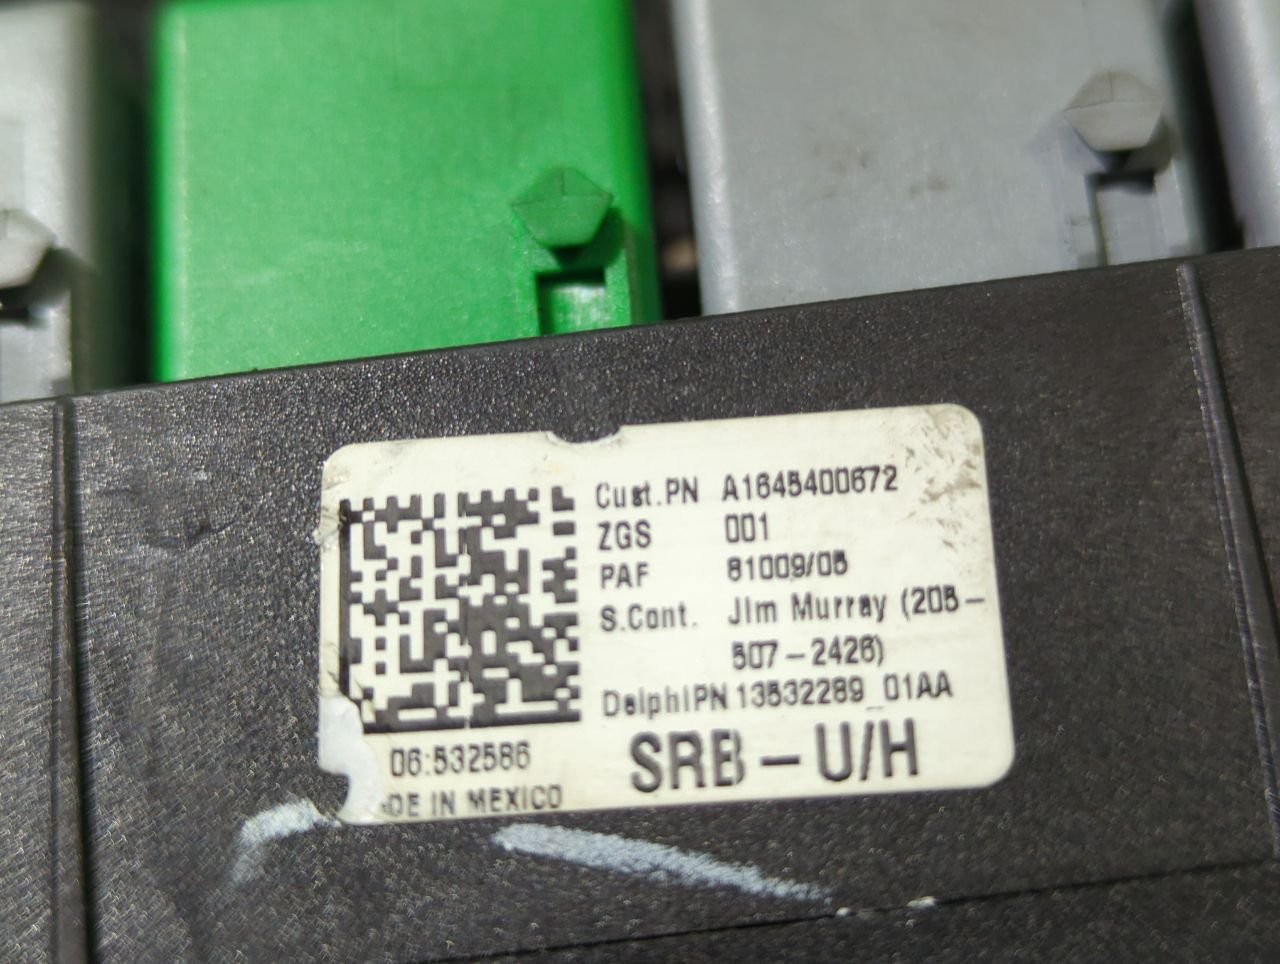 Cust.PN A1645400672
ZGS 001
PAF 81009/05
S.Cont. Jim Murray (205-
507-2426)
DelphiPN 13532289_01AA
SRB-U/H
06:532586
DE IN MEXICO